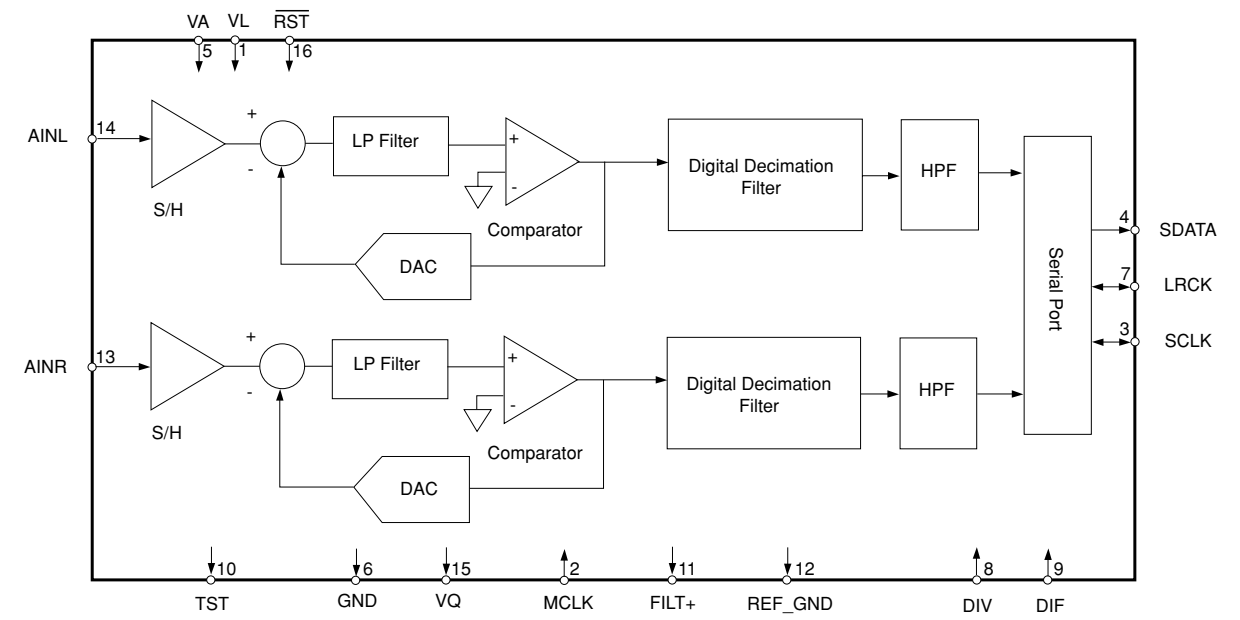 VA VL RST
5 1 16
AINL 14
+
-
S/H
LP Filter
+
-
Comparator
DAC
Digital Decimation
Filter
HPF
Serial Port
4 SDATA
7 LRCK
3 SCLK
AINR 13
+
-
S/H
LP Filter
+
-
Comparator
DAC
Digital Decimation
Filter
HPF
10 6 15 2 11 12 8 9
TST GND VQ MCLK FILT+ REF_GND DIV DIF